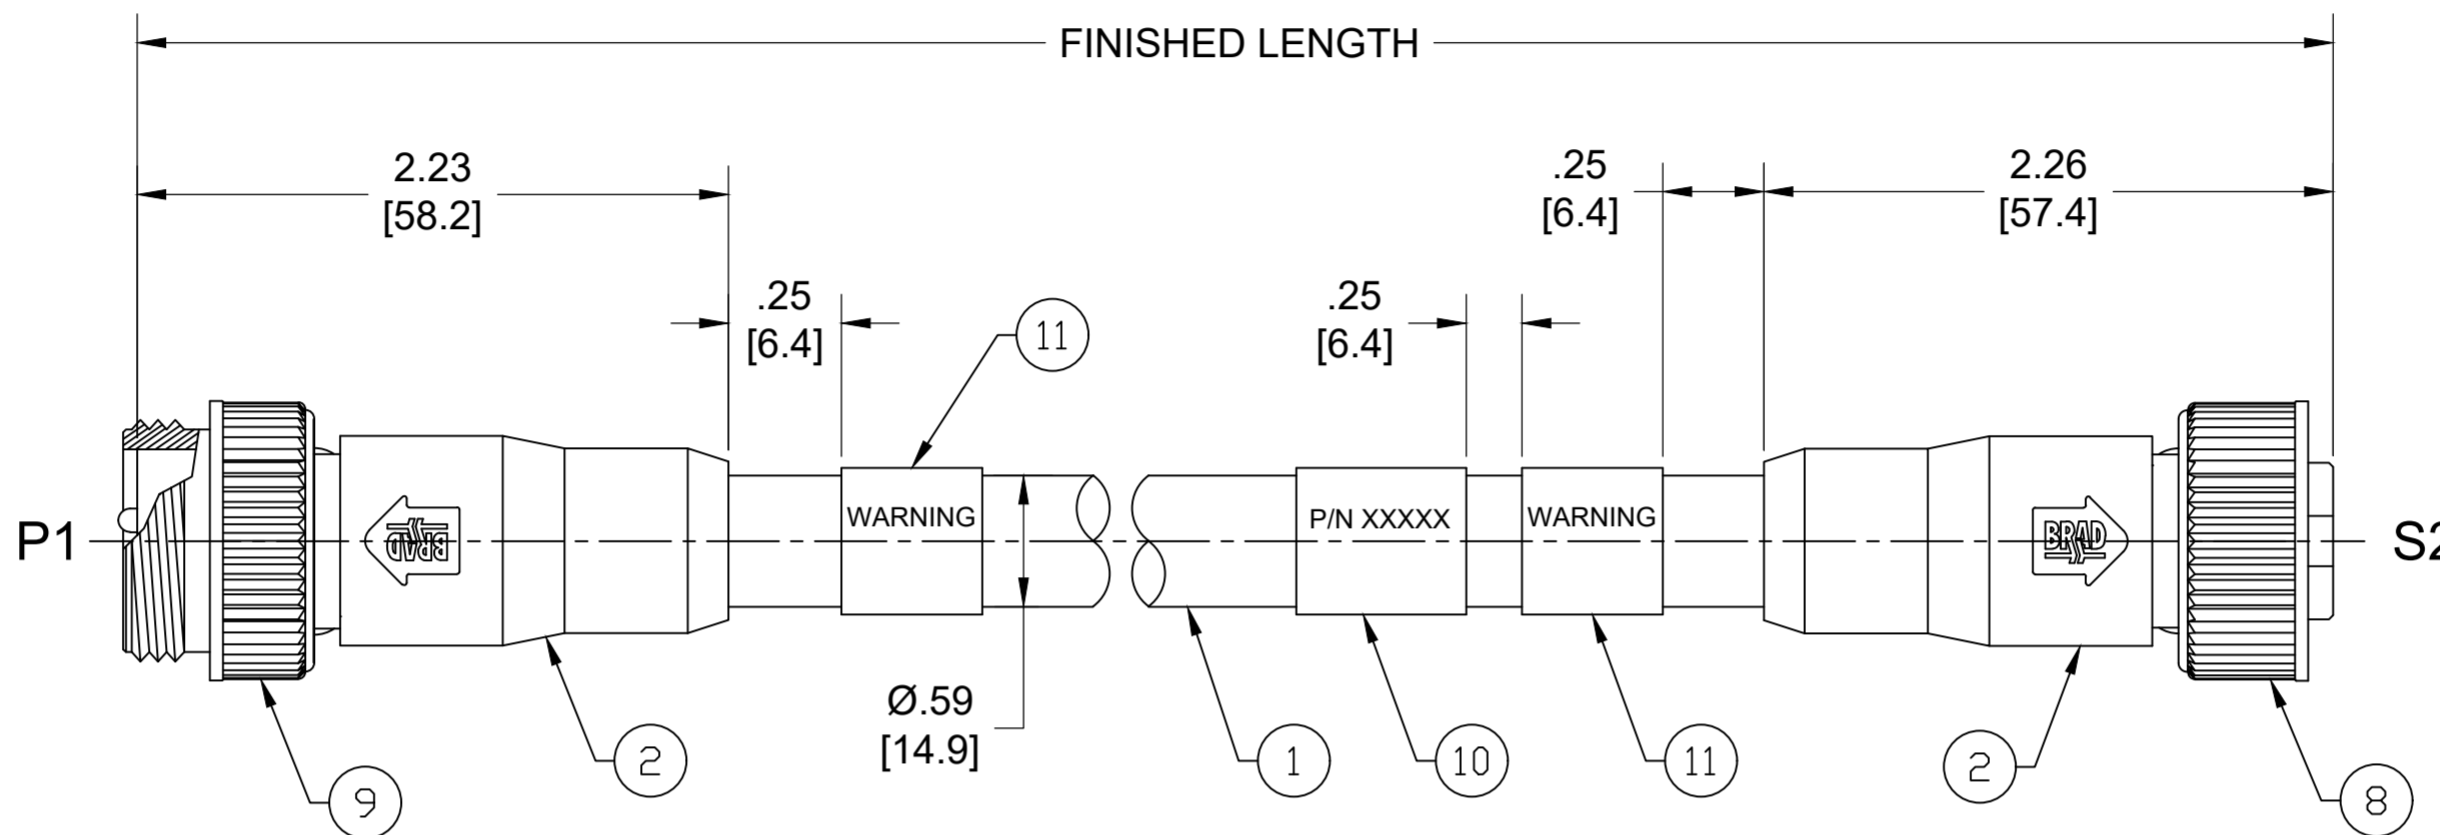 FINISHED LENGTH
2.23
[58.2]
.25
[6.4]
2.26
[57.4]
.25
[6.4]
.25
[6.4]
11
P1
BRAD
WARNING
P/N XXXXX
WARNING
BRAD
S2
Ø.59
[14.9]
9
2
1
10
11
2
8